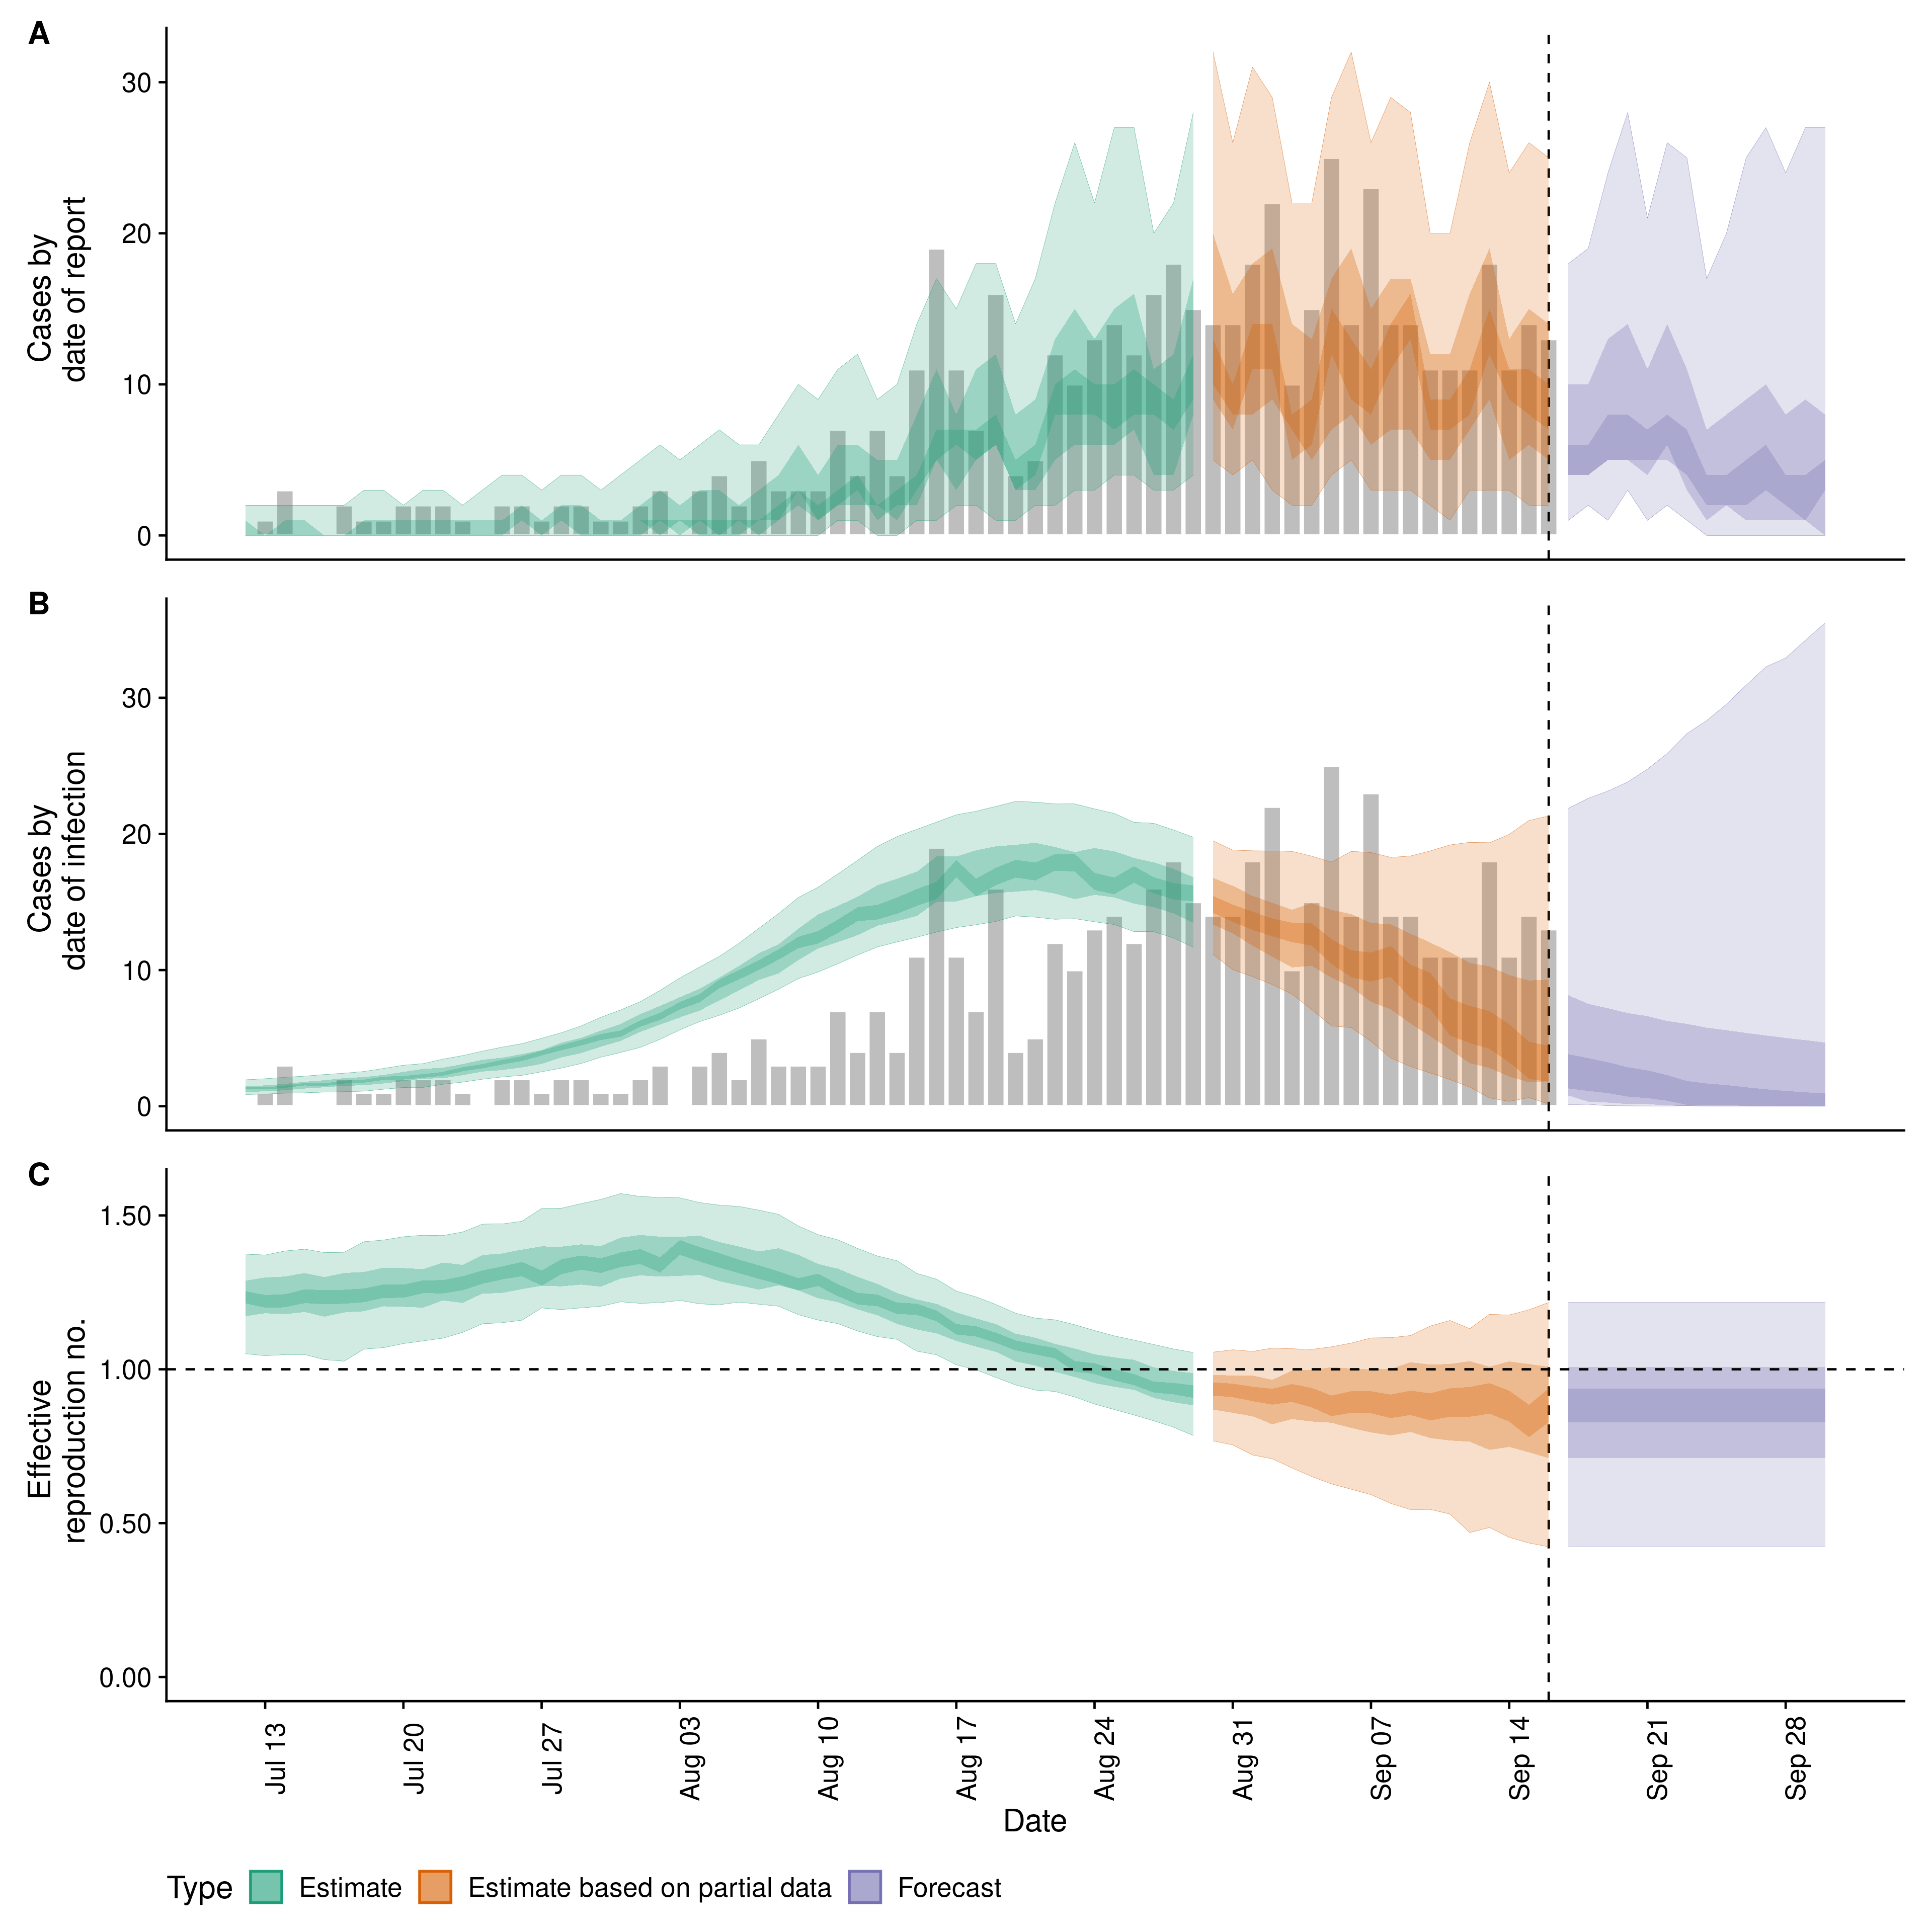 A
Cases by
date of report
30
20
10
0
B
Cases by
date of infection
30
20
10
0
C
Effective
reproduction no.
1.50
1.00
0.50
0.00
Jul 13
Jul 20
Jul 27
Aug 03
Aug 10
Aug 17
Aug 24
Aug 31
Sep 07
Sep 14
Sep 21
Sep 28
Date
Type Estimate Estimate based on partial data Forecast